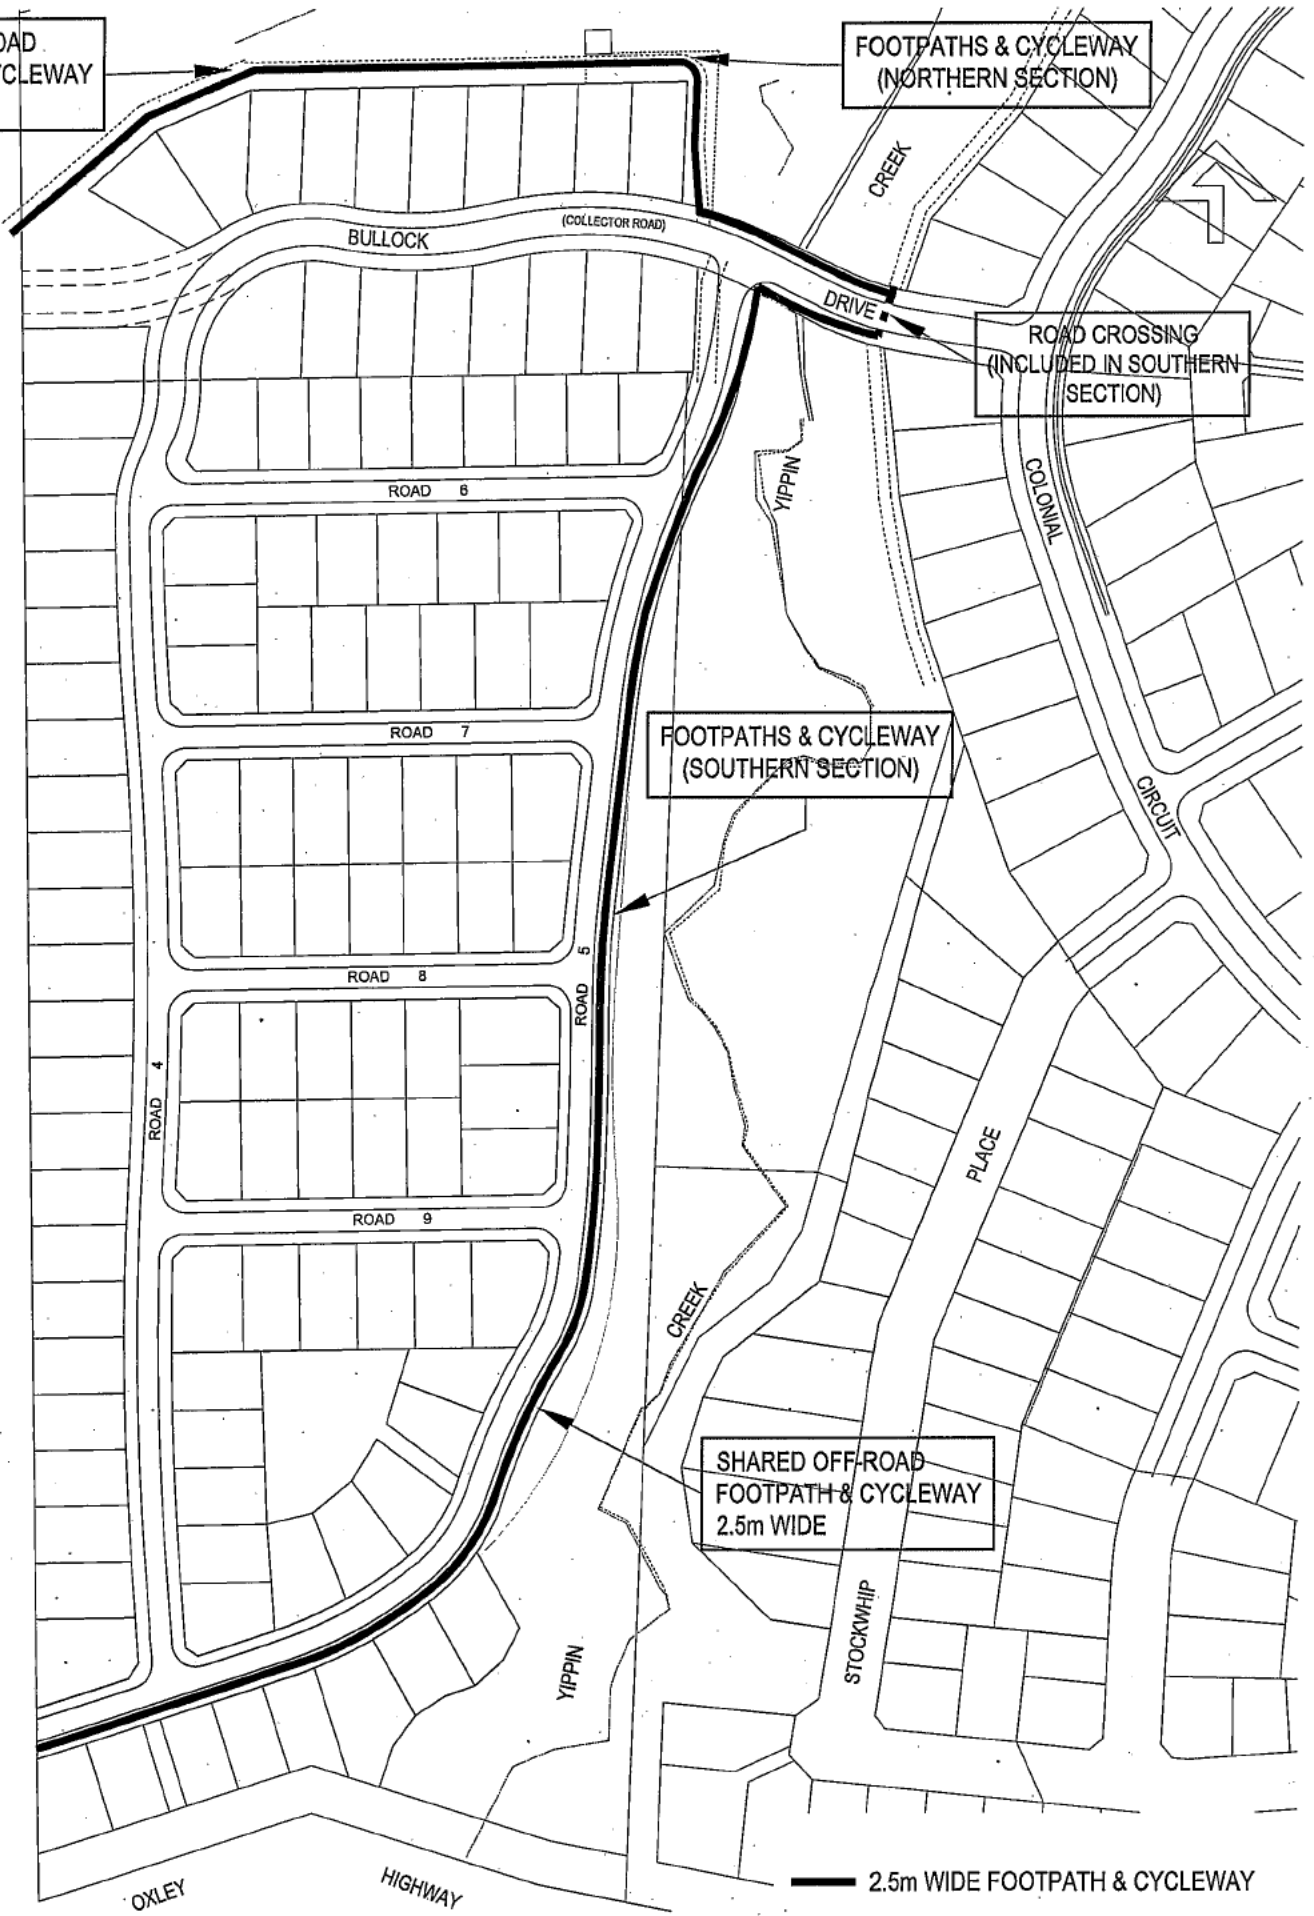 OAD
YCLEWAY
FOOTPATHS & CYCLEWAY
(NORTHERN SECTION)
CREEK
(COLLECTOR ROAD)
BULLOCK
DRIVE
ROAD CROSSING
(INCLUDED IN SOUTHERN
SECTION)
YIPPIN
COLONIAL
ROAD 6
FOOTPATHS & CYCLEWAY
(SOUTHERN SECTION)
ROAD 7
CIRCUIT
ROAD 8
ROAD 5
ROAD 4
PLACE
ROAD 9
CREEK
SHARED OFF-ROAD
FOOTPATH & CYCLEWAY
2.5m WIDE
STOCKWHIP
YIPPIN
OXLEY
HIGHWAY
2.5m WIDE FOOTPATH & CYCLEWAY